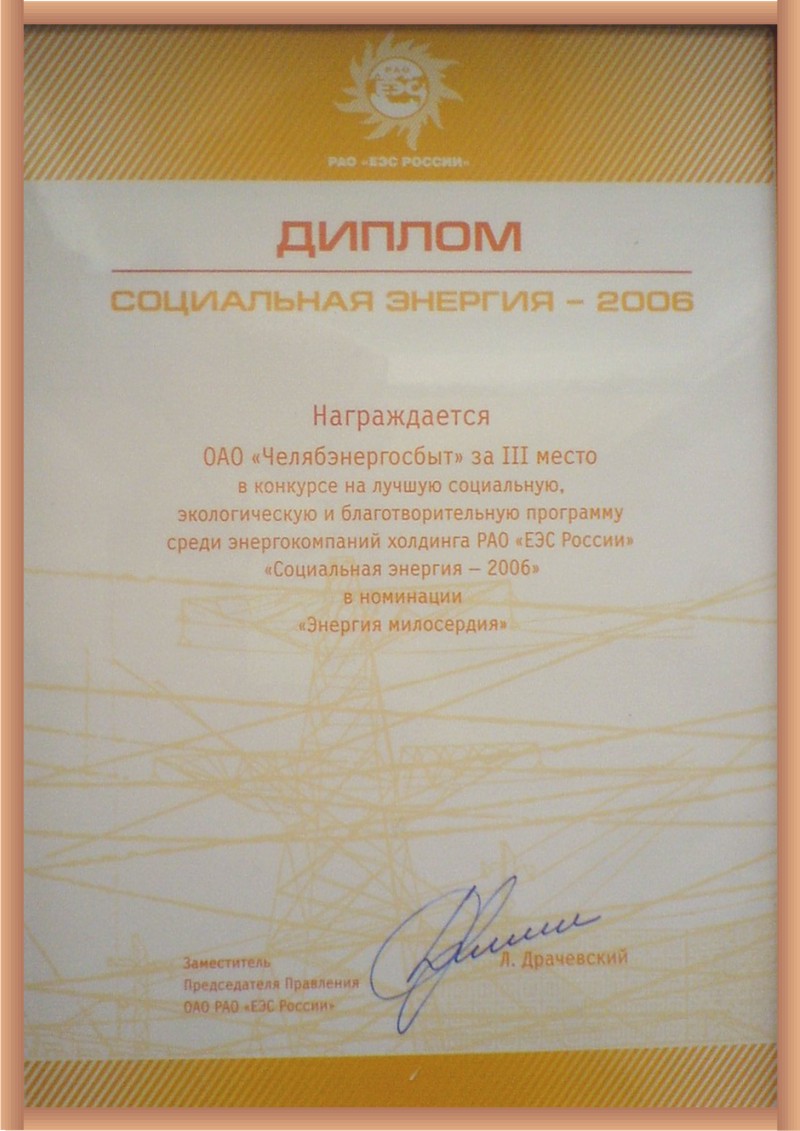 РАО
ЕЭС
РАО «ЕЭС РОССИИ»
ДИПЛОМ
СОЦИАЛЬНАЯ ЭНЕРГИЯ – 2006
Награждается
ОАО «Челябэнергосбыт» за III место
в конкурсе на лучшую социальную,
экологическую и благотворительную программу
среди энергокомпаний холдинга РАО «ЕЭС России»
«Социальная энергия – 2006»
в номинации
«Энергия милосердия»
Заместитель
Председателя Правления
ОАО РАО «ЕЭС России»
Л. Драчевский